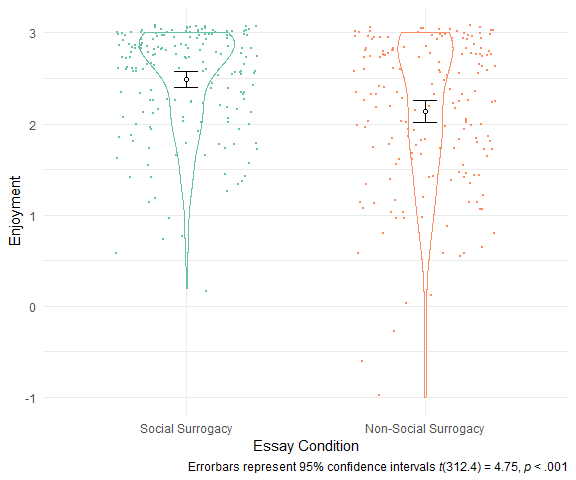 3
2
1
0
-1
Enjoyment
Social Surrogacy
Non-Social Surrogacy
Essay Condition
Errorbars represent 95% confidence intervals t(312.4) = 4.75, p < .001